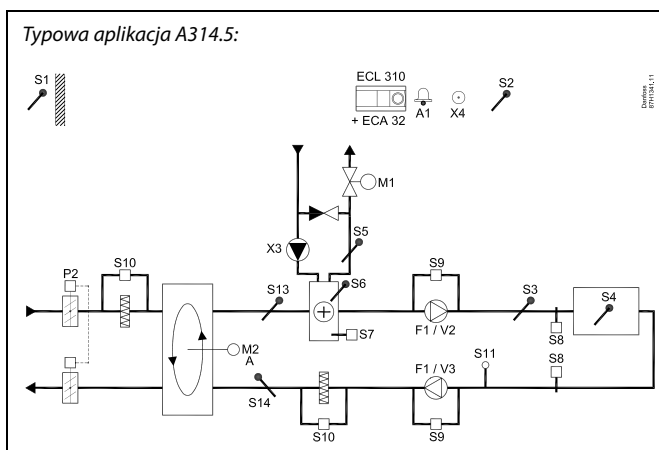 Typowa aplikacja A314.5:
S1
ECL 310
+ ECA 32
A1
X4
S2
Danfoss
87H1341.11
M1
X3
S5
P2
S10
S13
S6
S7
S9
F1 / V2
S3
S4
S8
M2
A
S14
S10
F1 / V3
S9
S11
S8